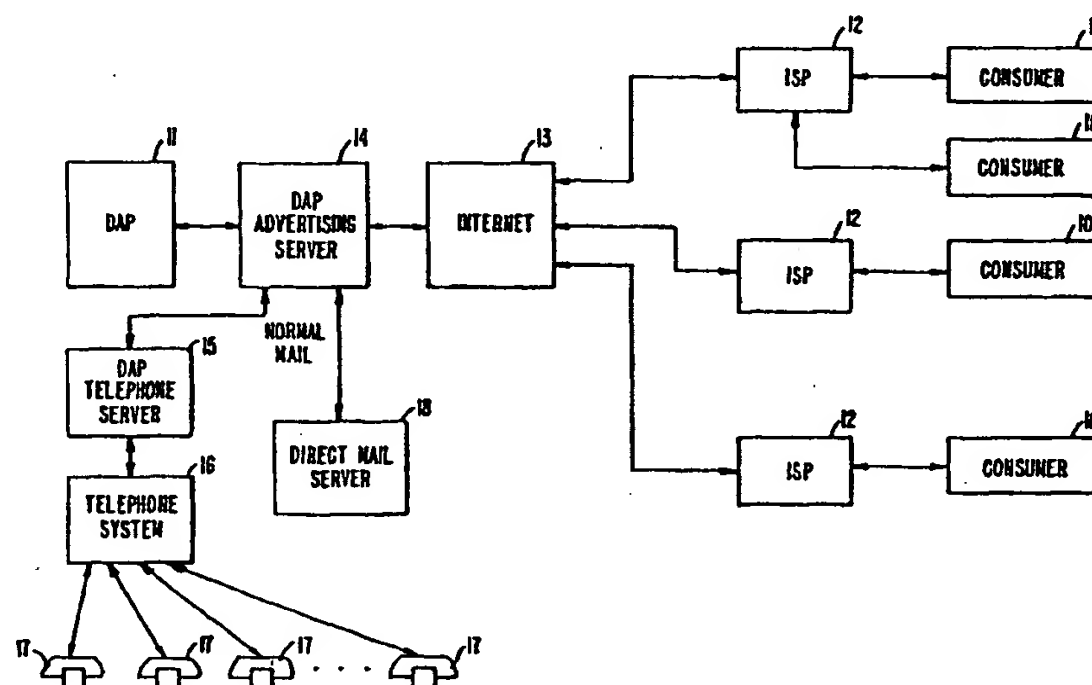 12
ISP
CONSUMER
CONSUMER
11
DAP
14
DAP
ADVERTISING
SERVER
13
INTERNET
12
ISP
10
CONSUMER
NORMAL
MAIL
15
DAP
TELEPHONE
SERVER
18
DIRECT MAIL
SERVER
12
ISP
CONSUMER
16
TELEPHONE
SYSTEM
17
17
17
. . . .
17